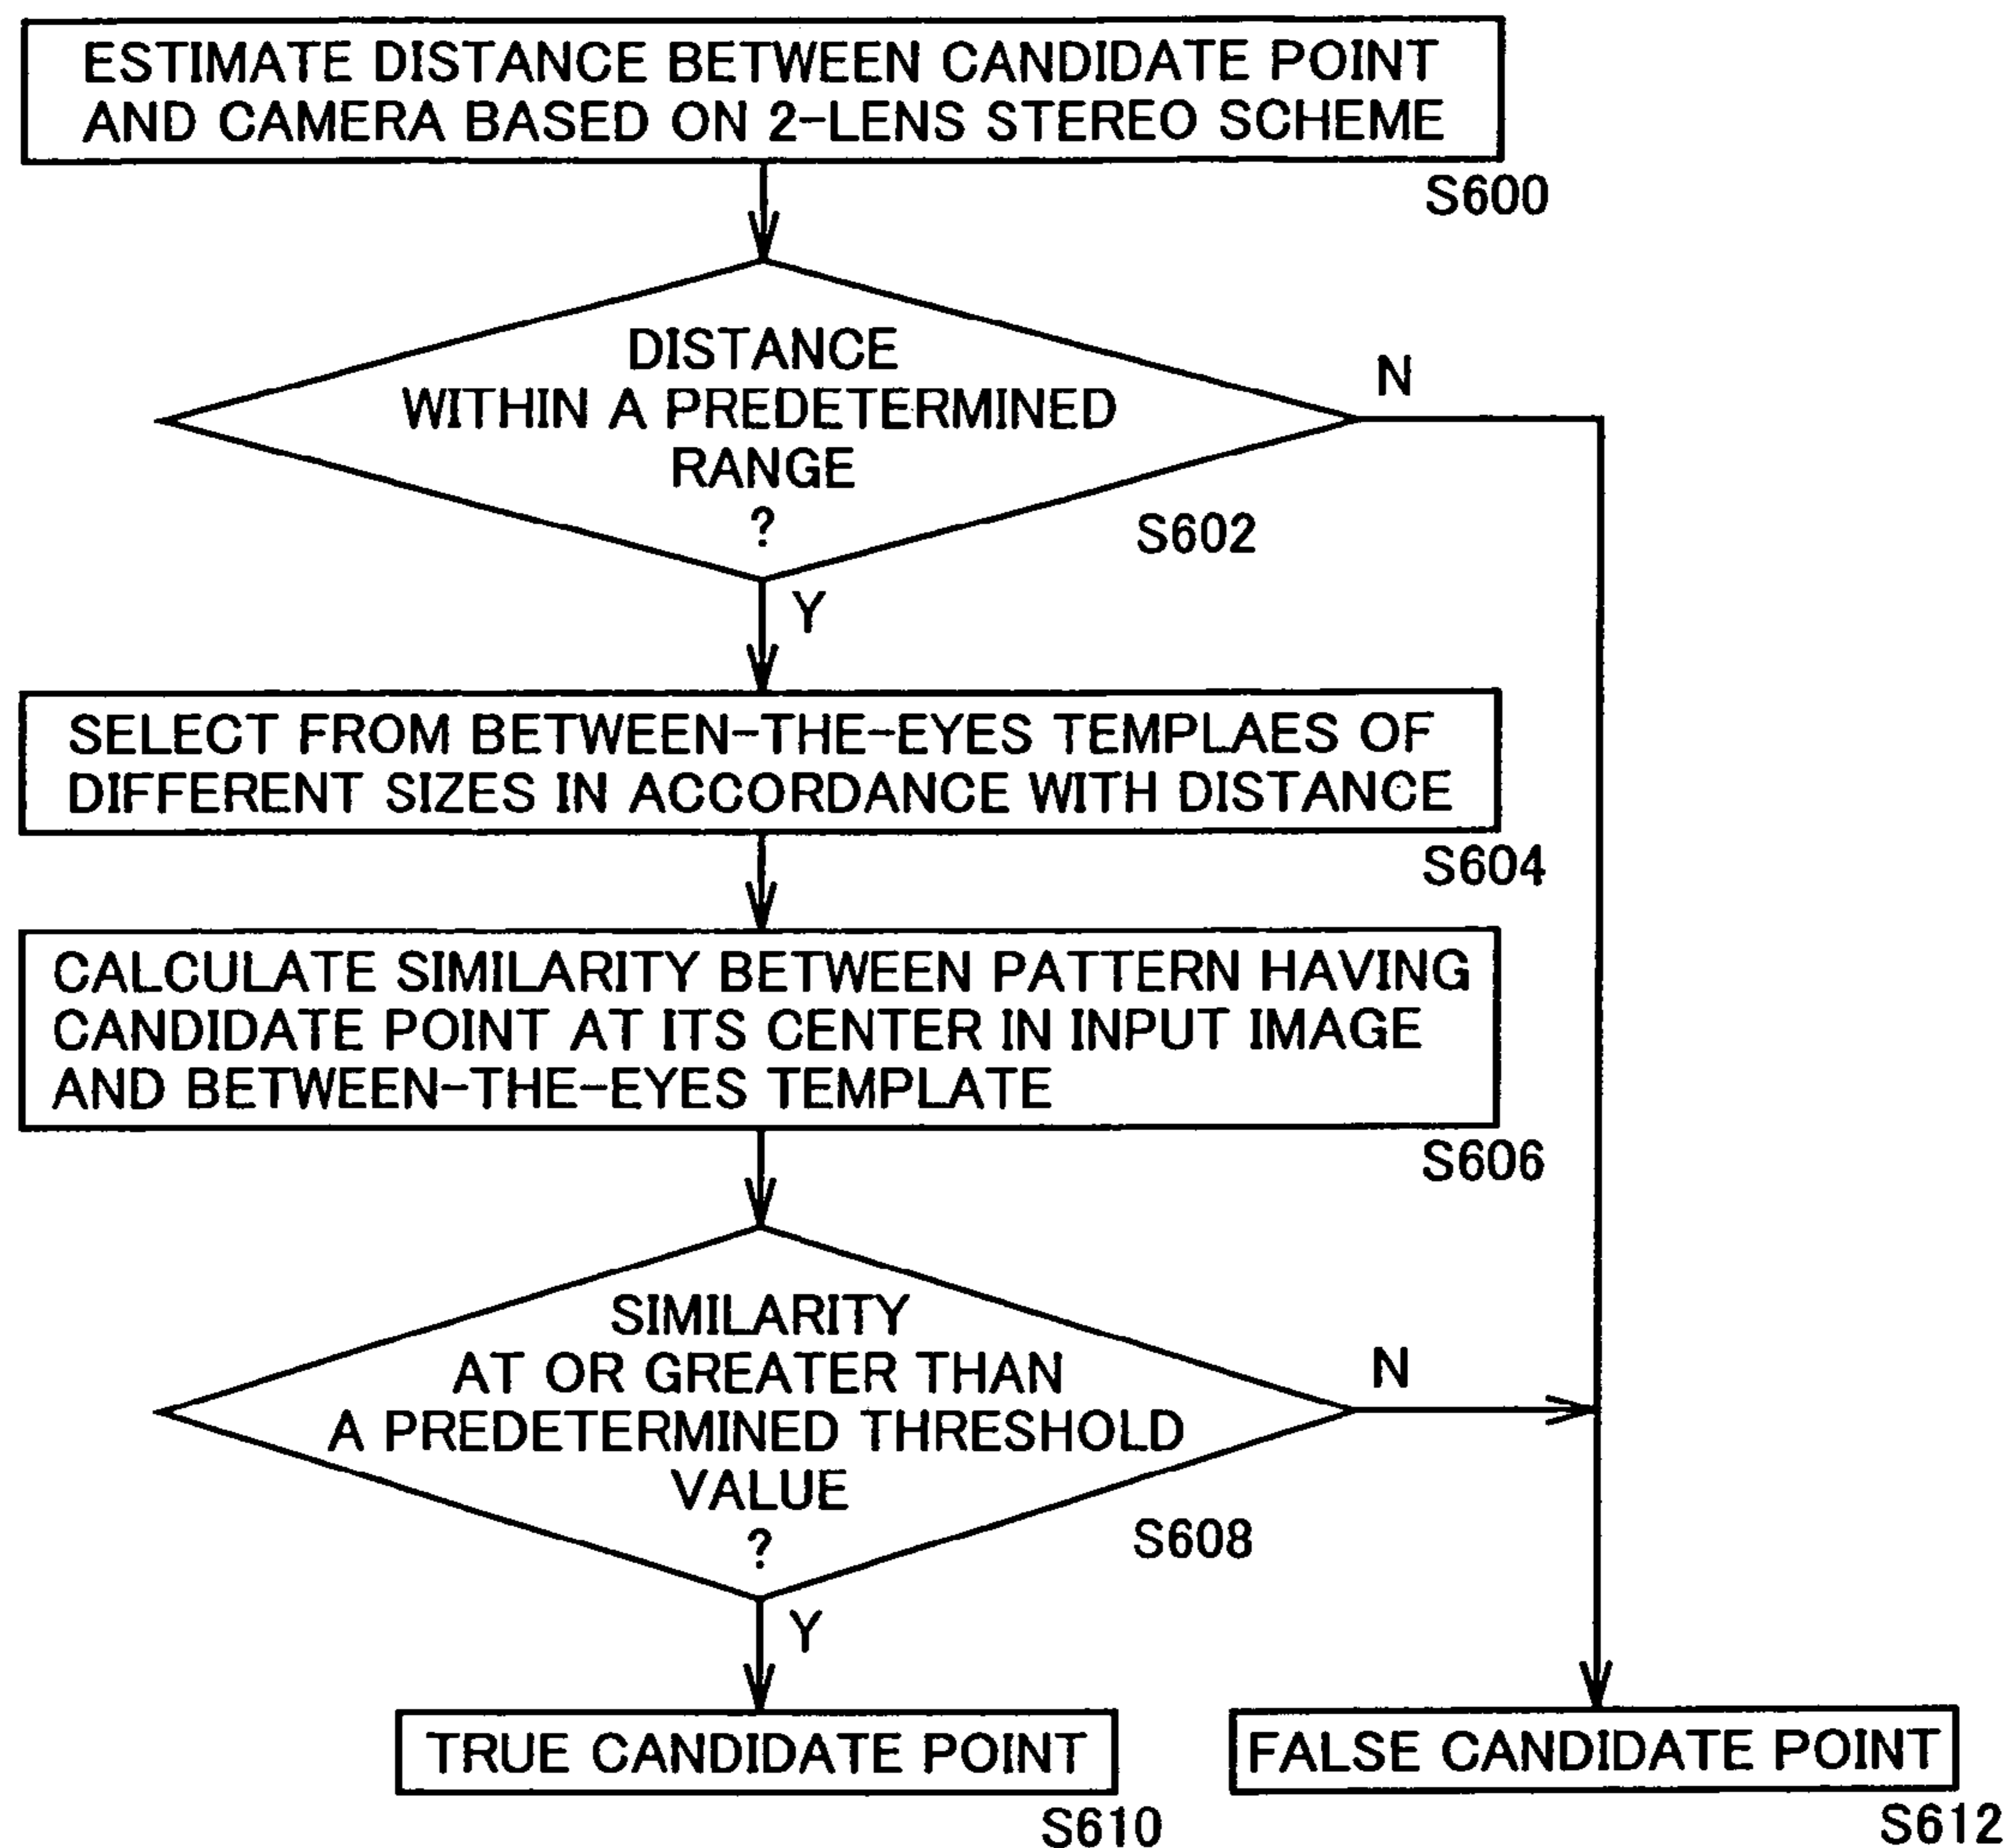 ESTIMATE DISTANCE BETWEEN CANDIDATE POINT
AND CAMERA BASED ON 2-LENS STEREO SCHEME
S600
DISTANCE
WITHIN A PREDETERMINED
RANGE
?
N
S602
Y
SELECT FROM BETWEEN-THE-EYES TEMPLAES OF
DIFFERENT SIZES IN ACCORDANCE WITH DISTANCE
S604
CALCULATE SIMILARITY BETWEEN PATTERN HAVING
CANDIDATE POINT AT ITS CENTER IN INPUT IMAGE
AND BETWEEN-THE-EYES TEMPLATE
S606
SIMILARITY
AT OR GREATER THAN
A PREDETERMINED THRESHOLD
VALUE
?
N
S608
Y
TRUE CANDIDATE POINT
S610
FALSE CANDIDATE POINT
S612